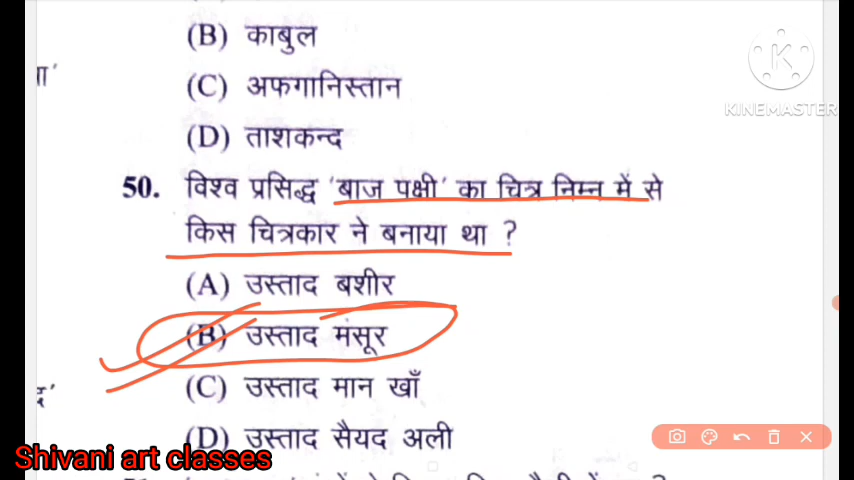 (B) काबुल
KINEMASTER
(C) अफगानिस्तान
(D) ताशकन्द
50. विश्व प्रसिद्ध 'बाज पक्षी' का चित्र निम्न में से
किस चित्रकार ने बनाया था ?
(A) उस्ताद बशीर
(B) उस्ताद मंसूर
(C) उस्ताद मान खाँ
(D) उस्ताद सैयद अली
Shivani art classes